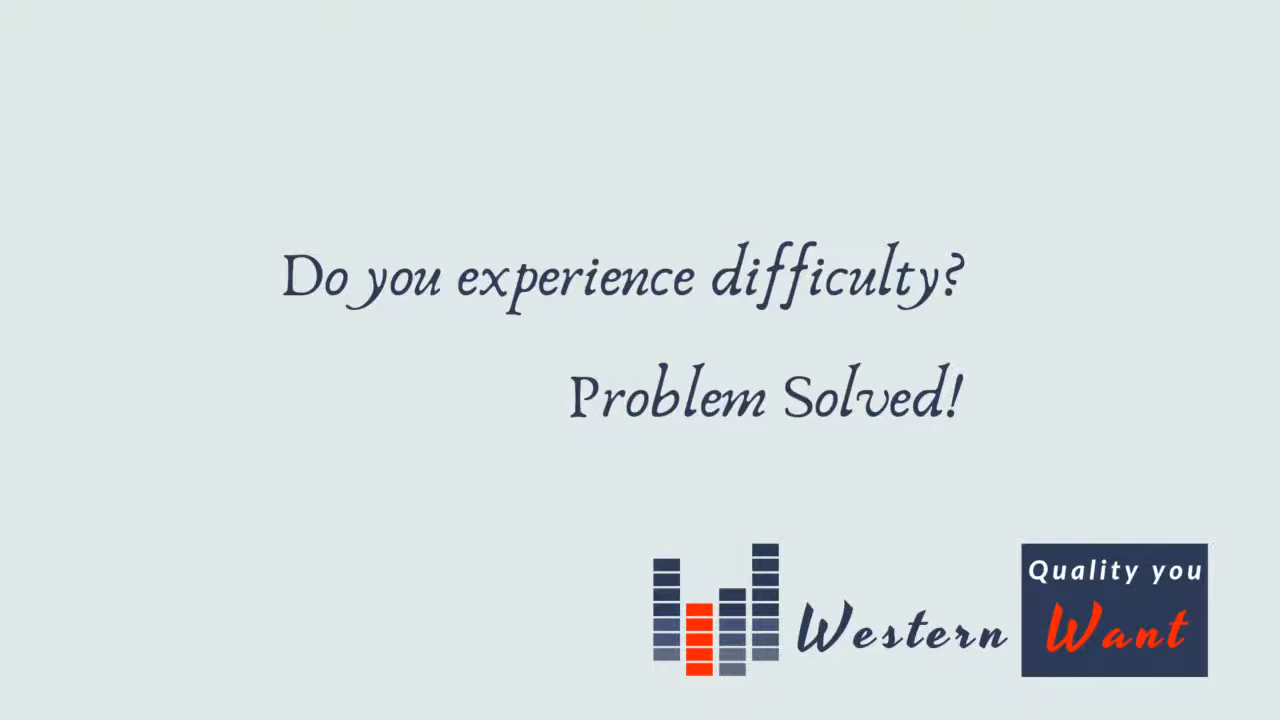 Do you experience difficulty?
Problem Solved!
Western
Quality you
Want